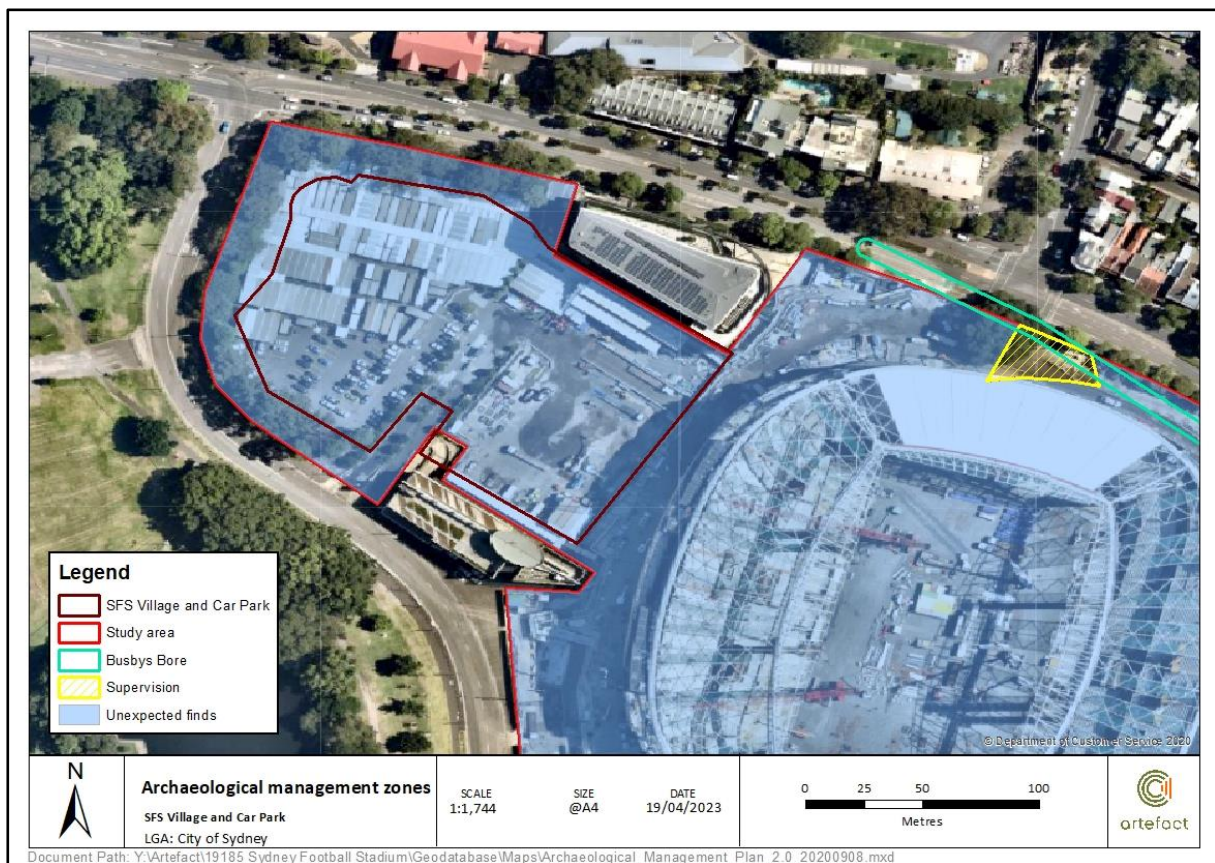 © Department of Customer Service 2020
Legend
SFS Village and Car Park
Study area
Busbys Bore
Supervision
Unexpected finds
N
Archaeological management zones
SFS Village and Car Park
LGA: City of Sydney
SCALE
1:1,744
SIZE
@A4
DATE
19/04/2023
0 25 50 100
Metres
artefact
Document Path: Y:\Artefact\19185 Sydney Football Stadium\Geodatabase\Maps\Archaeological_Management_Plan_2.0_20200908.mxd